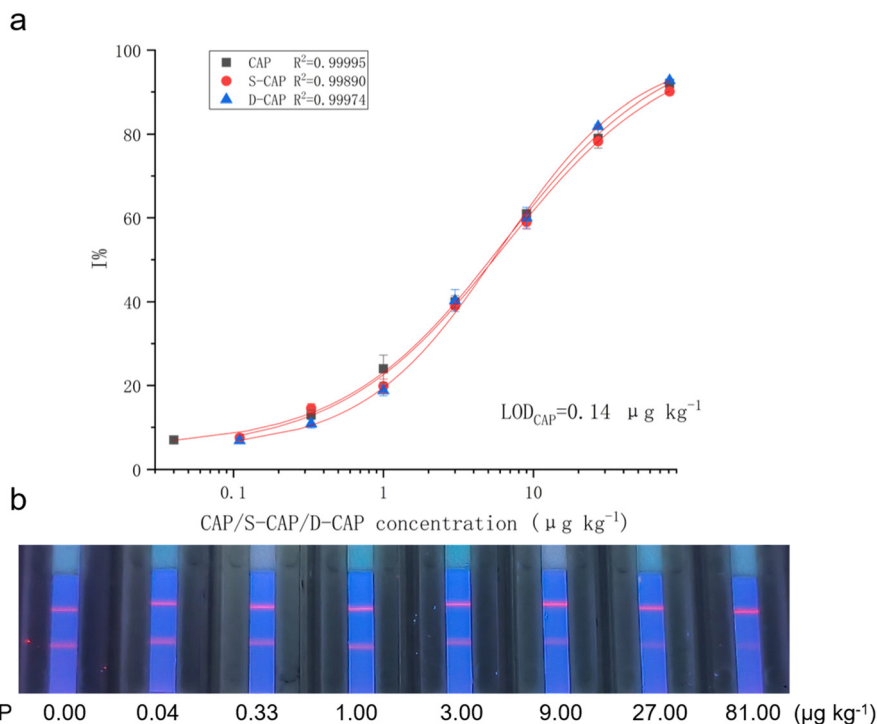 a
100
CAP R²=0.99995
S-CAP R²=0.99890
D-CAP R²=0.99974
80
60
I%
40
20
LOD_CAP=0.14 μg kg⁻¹
0
0.1 1 10
CAP/S-CAP/D-CAP concentration (μg kg⁻¹)
b
P 0.00 0.04 0.33 1.00 3.00 9.00 27.00 81.00 (μg kg⁻¹)